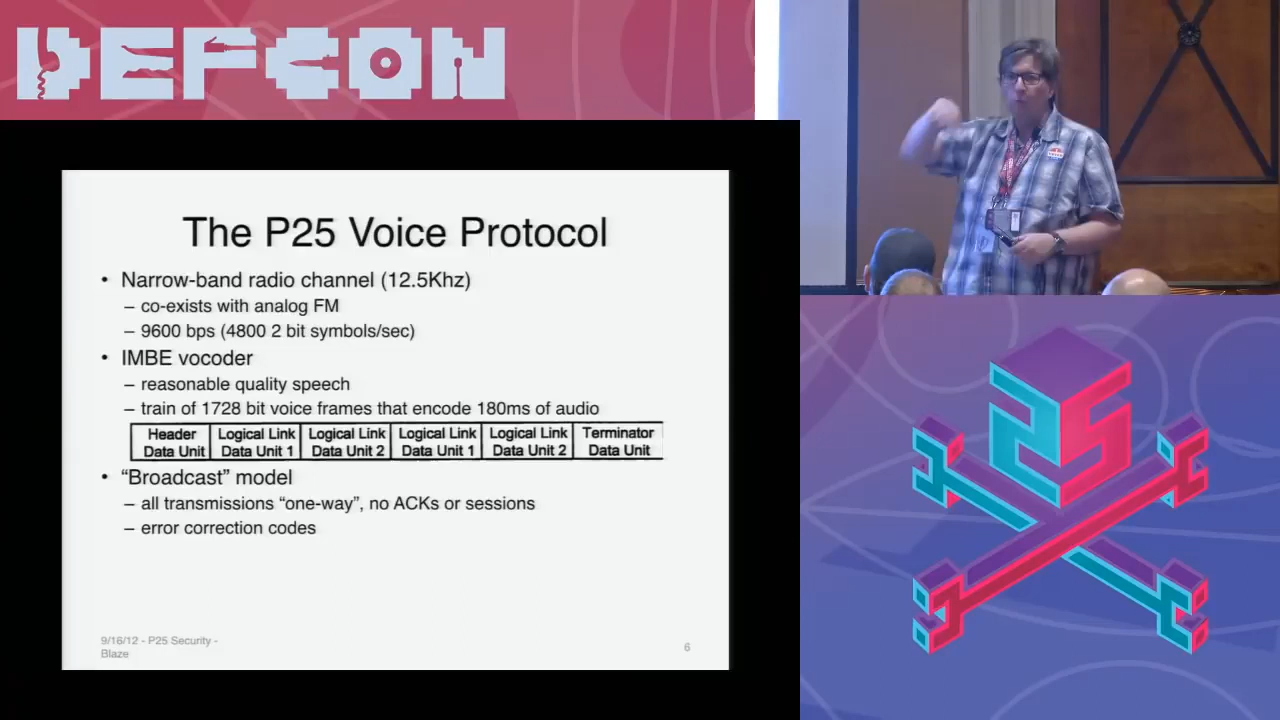 DEFCON
The P25 Voice Protocol
• Narrow-band radio channel (12.5Khz)
– co-exists with analog FM
– 9600 bps (4800 2 bit symbols/sec)
• IMBE vocoder
– reasonable quality speech
– train of 1728 bit voice frames that encode 180ms of audio
Header Data Unit
Logical Link Data Unit 1
Logical Link Data Unit 2
Logical Link Data Unit 1
Logical Link Data Unit 2
Terminator Data Unit
• “Broadcast” model
– all transmissions “one-way”, no ACKs or sessions
– error correction codes
9/16/12 - P25 Security -
Blaze
6
25